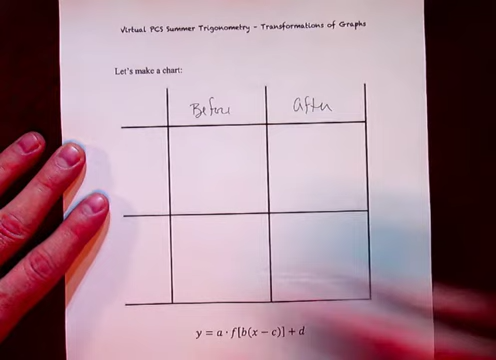 Virtual PCS Summer Trigonometry - Transformations of Graphs
Let's make a chart:
Before After
y = a · f[b(x − c)] + d